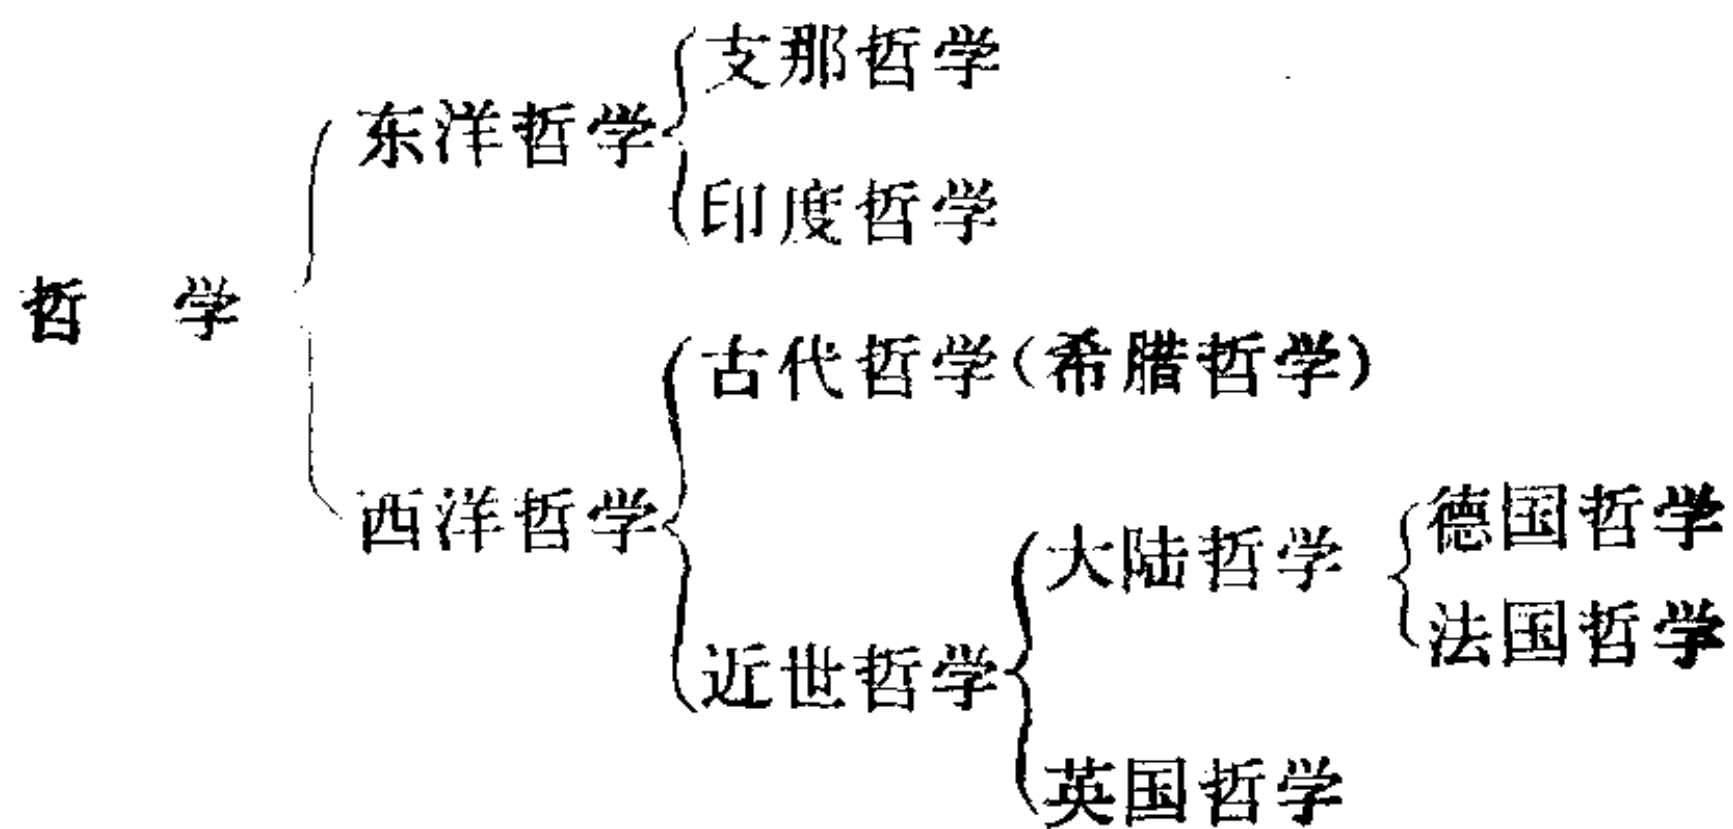 哲学
东洋哲学
支那哲学
印度哲学
西洋哲学
古代哲学(希腊哲学)
近世哲学
大陆哲学
德国哲学
法国哲学
英国哲学